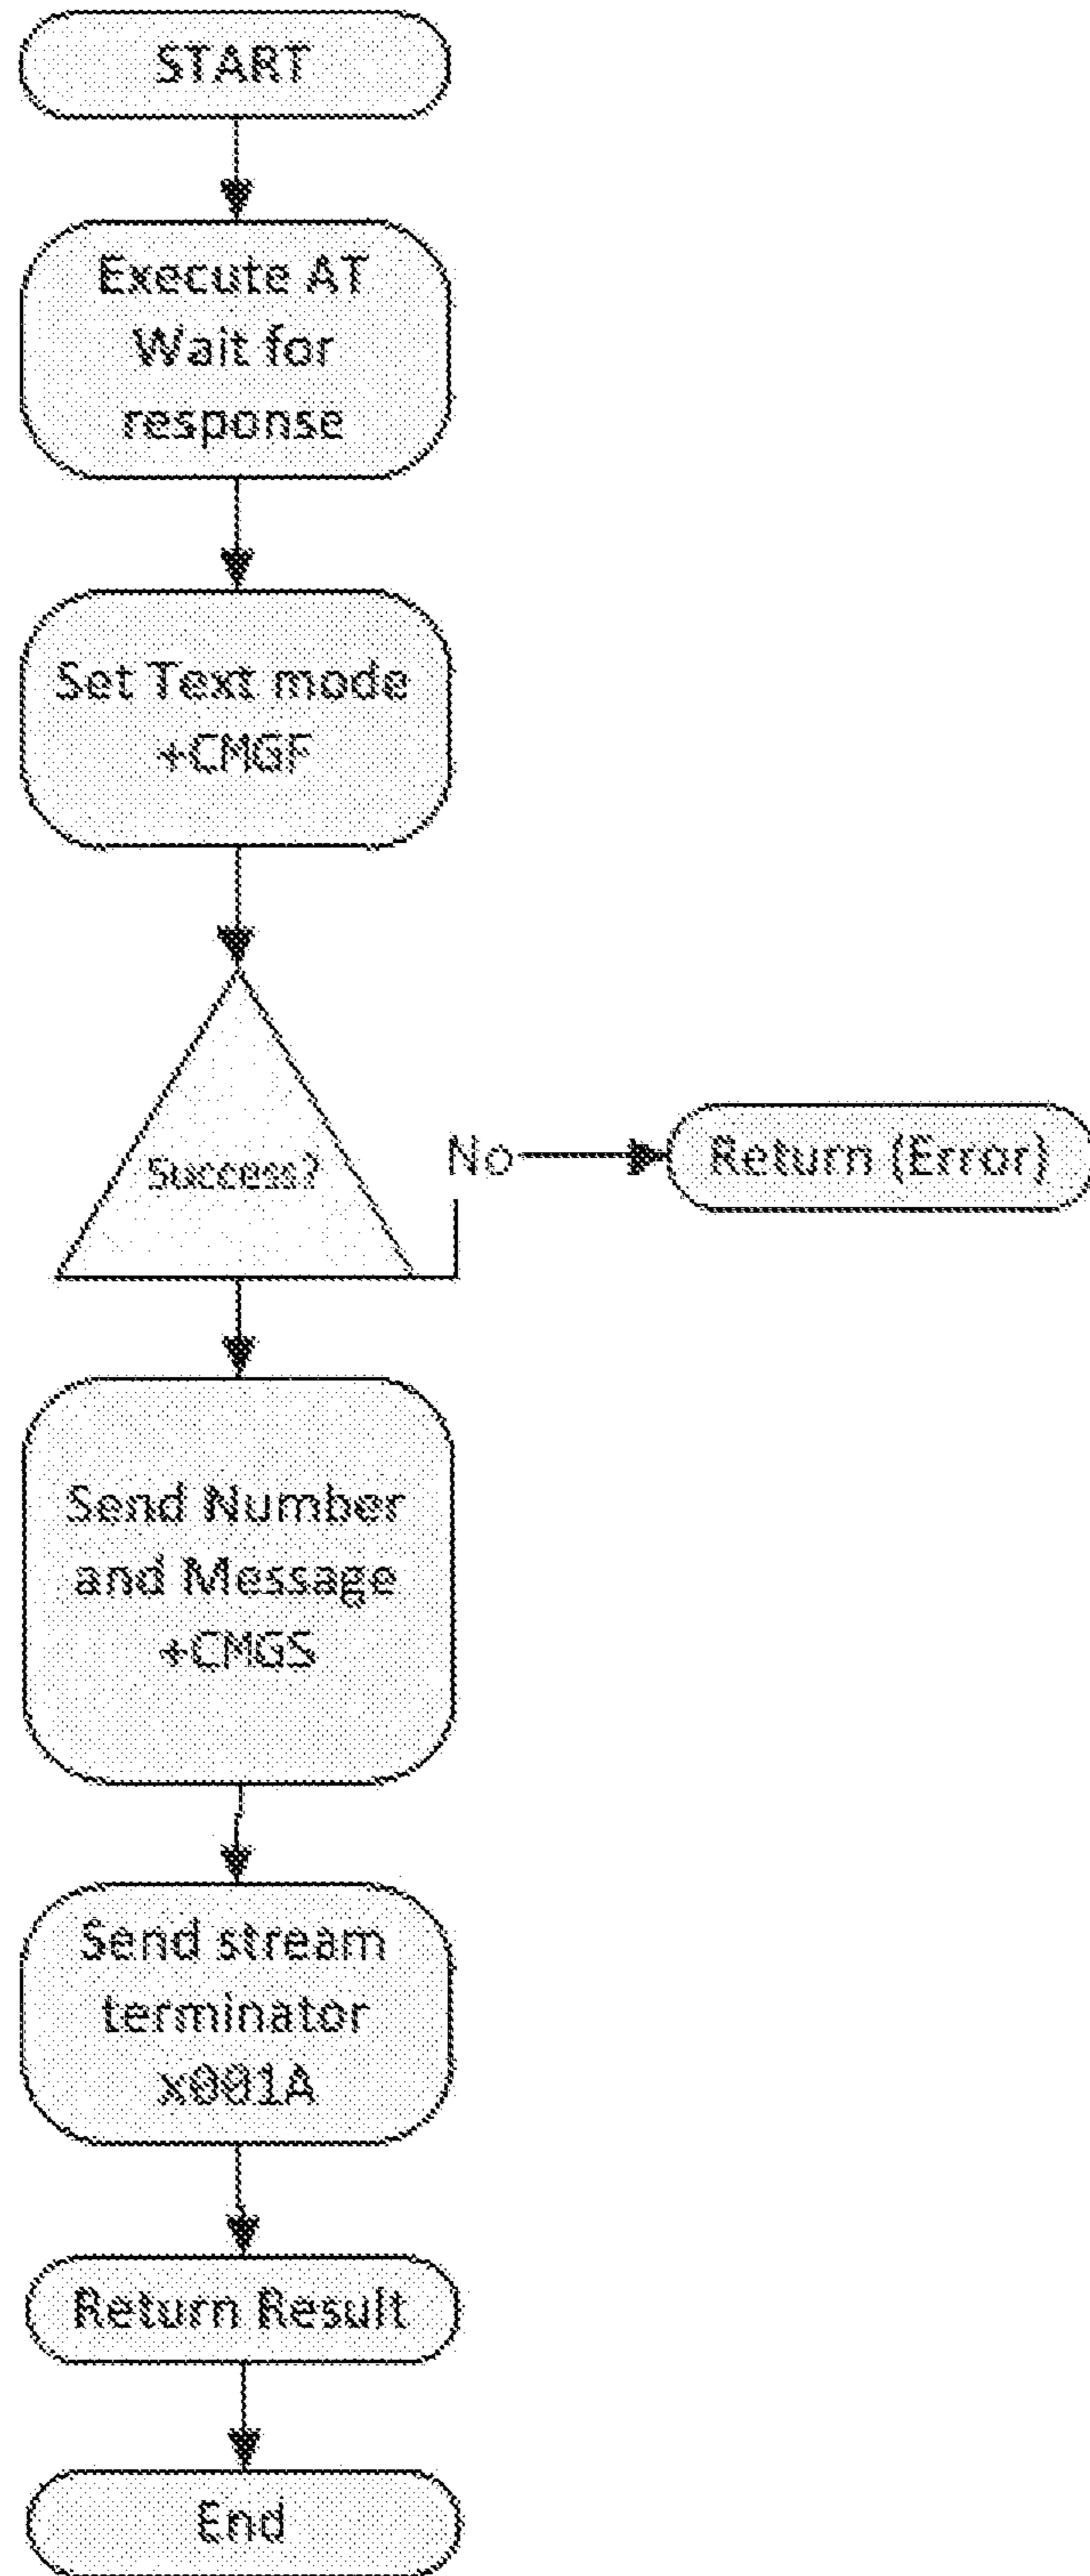 START
Execute AT
Wait for
response
Set Text mode
+CMGF
Success?
No
Return (Error)
Send Number
and Message
+CMGS
Send stream
terminator
x001A
Return Result
End